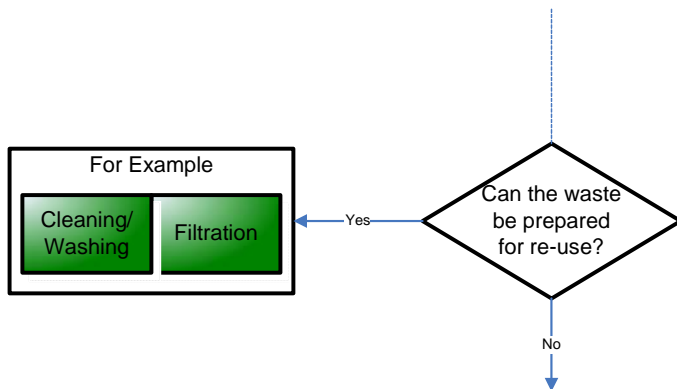 For Example
Cleaning/
Washing
Filtration
Yes
Can the waste
be prepared
for re-use?
No